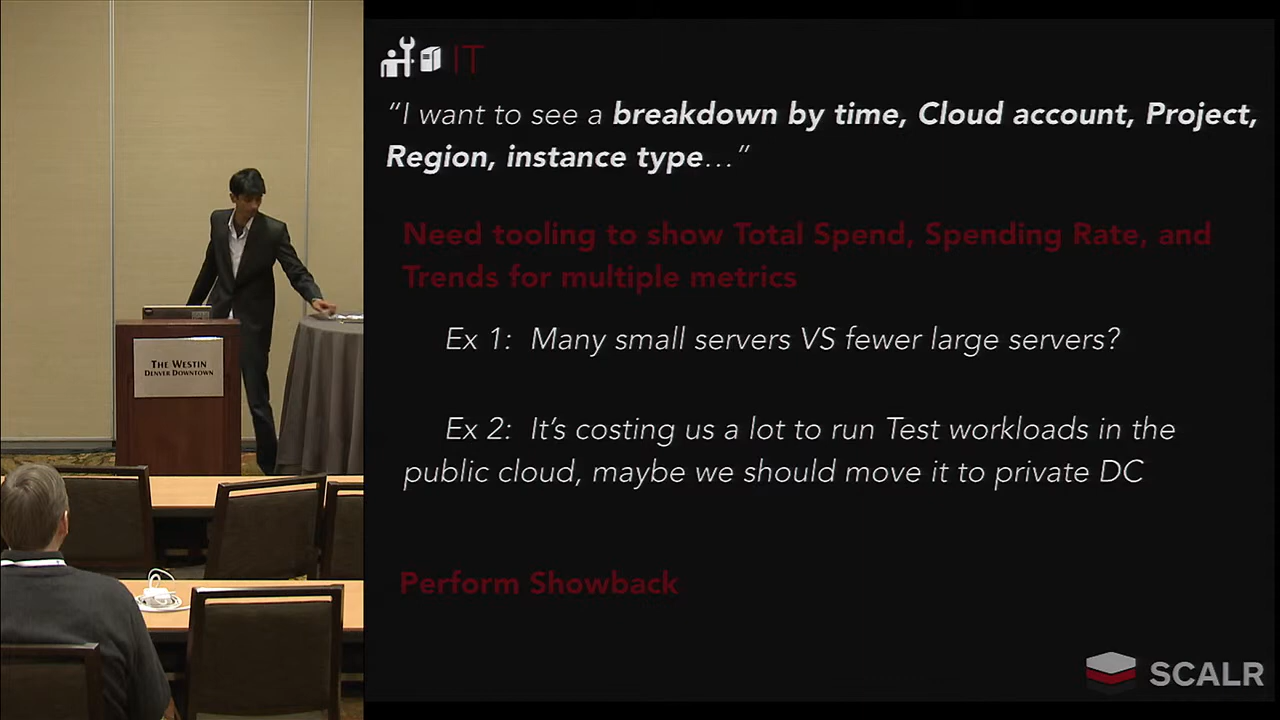 IT
“I want to see a breakdown by time, Cloud account, Project,
Region, instance type…”
Need tooling to show Total Spend, Spending Rate, and
Trends for multiple metrics
Ex 1: Many small servers VS fewer large servers?
Ex 2: It’s costing us a lot to run Test workloads in the
public cloud, maybe we should move it to private DC
Perform Showback
SCALR
THE WESTIN
DENVER DOWNTOWN